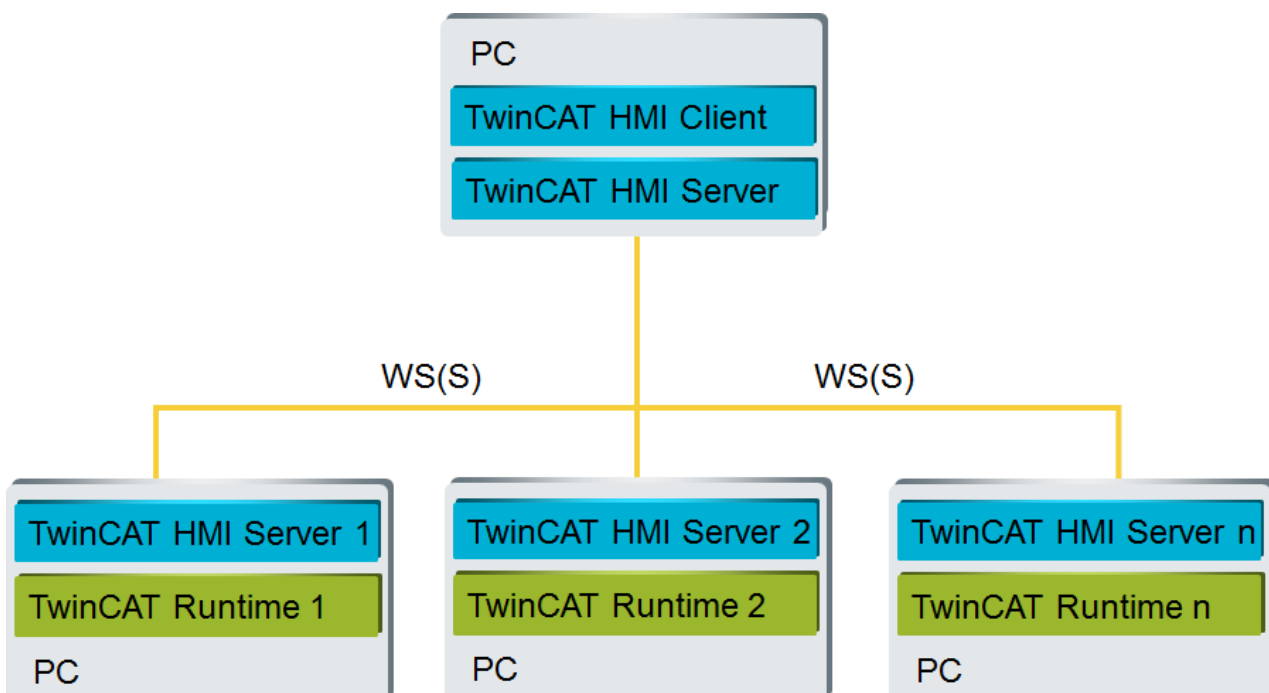 PC
TwinCAT HMI Client
TwinCAT HMI Server
WS(S)
WS(S)
TwinCAT HMI Server 1
TwinCAT Runtime 1
PC
TwinCAT HMI Server 2
TwinCAT Runtime 2
PC
TwinCAT HMI Server n
TwinCAT Runtime n
PC